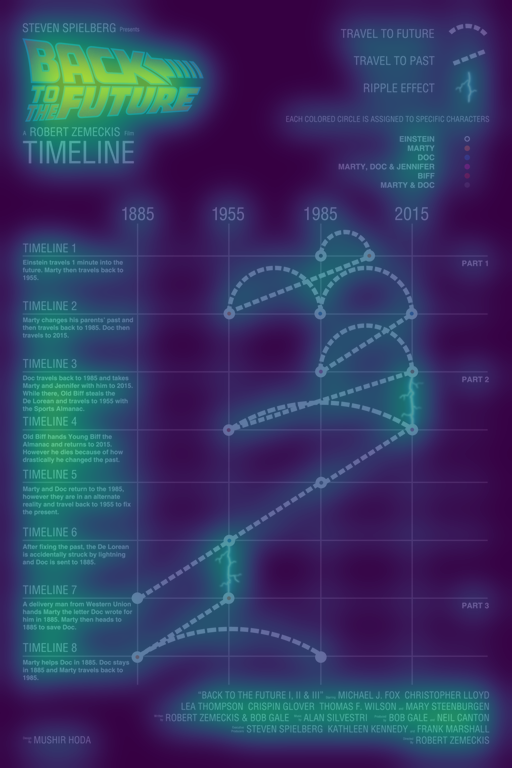 STEVEN SPIELBERG Presents
BACK
TO
THE FUTURE
A ROBERT ZEMECKIS Film
TIMELINE
TRAVEL TO FUTURE
TRAVEL TO PAST
RIPPLE EFFECT
EACH COLORED CIRCLE IS ASSIGNED TO SPECIFIC CHARACTERS
EINSTEIN
MARTY
DOC
MARTY, DOC & JENNIFER
BIFF
MARTY & DOC
1885 1955 1985 2015
TIMELINE 1
Einstein travels 1 minute into the
future. Marty then travels back to
1955.
PART 1
TIMELINE 2
Marty changes his parents' past and
then travels back to 1985. Doc then
travels to 2015.
TIMELINE 3
Doc travels back to 1985 and takes
Marty and Jennifer with him to 2015.
While there, Old Biff steals the
De Lorean and travels to 1955 with
the Sports Almanac.
PART 2
TIMELINE 4
Old Biff hands Young Biff the
Almanac and returns to 2015.
However he dies because of how
drastically he changed the past.
TIMELINE 5
Marty and Doc return to the 1985,
however they are in an alternate
reality and travel back to 1955 to fix
the present.
TIMELINE 6
After fixing the past, the De Lorean
is accidentally struck by lightning
and Doc is sent to 1885.
TIMELINE 7
A delivery man from Western Union
hands Marty the letter Doc wrote for
him in 1885. Marty then heads to
1885 to save Doc.
PART 3
TIMELINE 8
Marty helps Doc in 1885. Doc stays
in 1885 and Marty travels back to
1985.
"BACK TO THE FUTURE I, II & III" MICHAEL J. FOX CHRISTOPHER LLOYD
LEA THOMPSON CRISPIN GLOVER THOMAS F. WILSON MARY STEENBURGEN
ROBERT ZEMECKIS & BOB GALE ALAN SILVESTRI BOB GALE NEIL CANTON
STEVEN SPIELBERG KATHLEEN KENNEDY FRANK MARSHALL
ROBERT ZEMECKIS
MUSHIR HODA